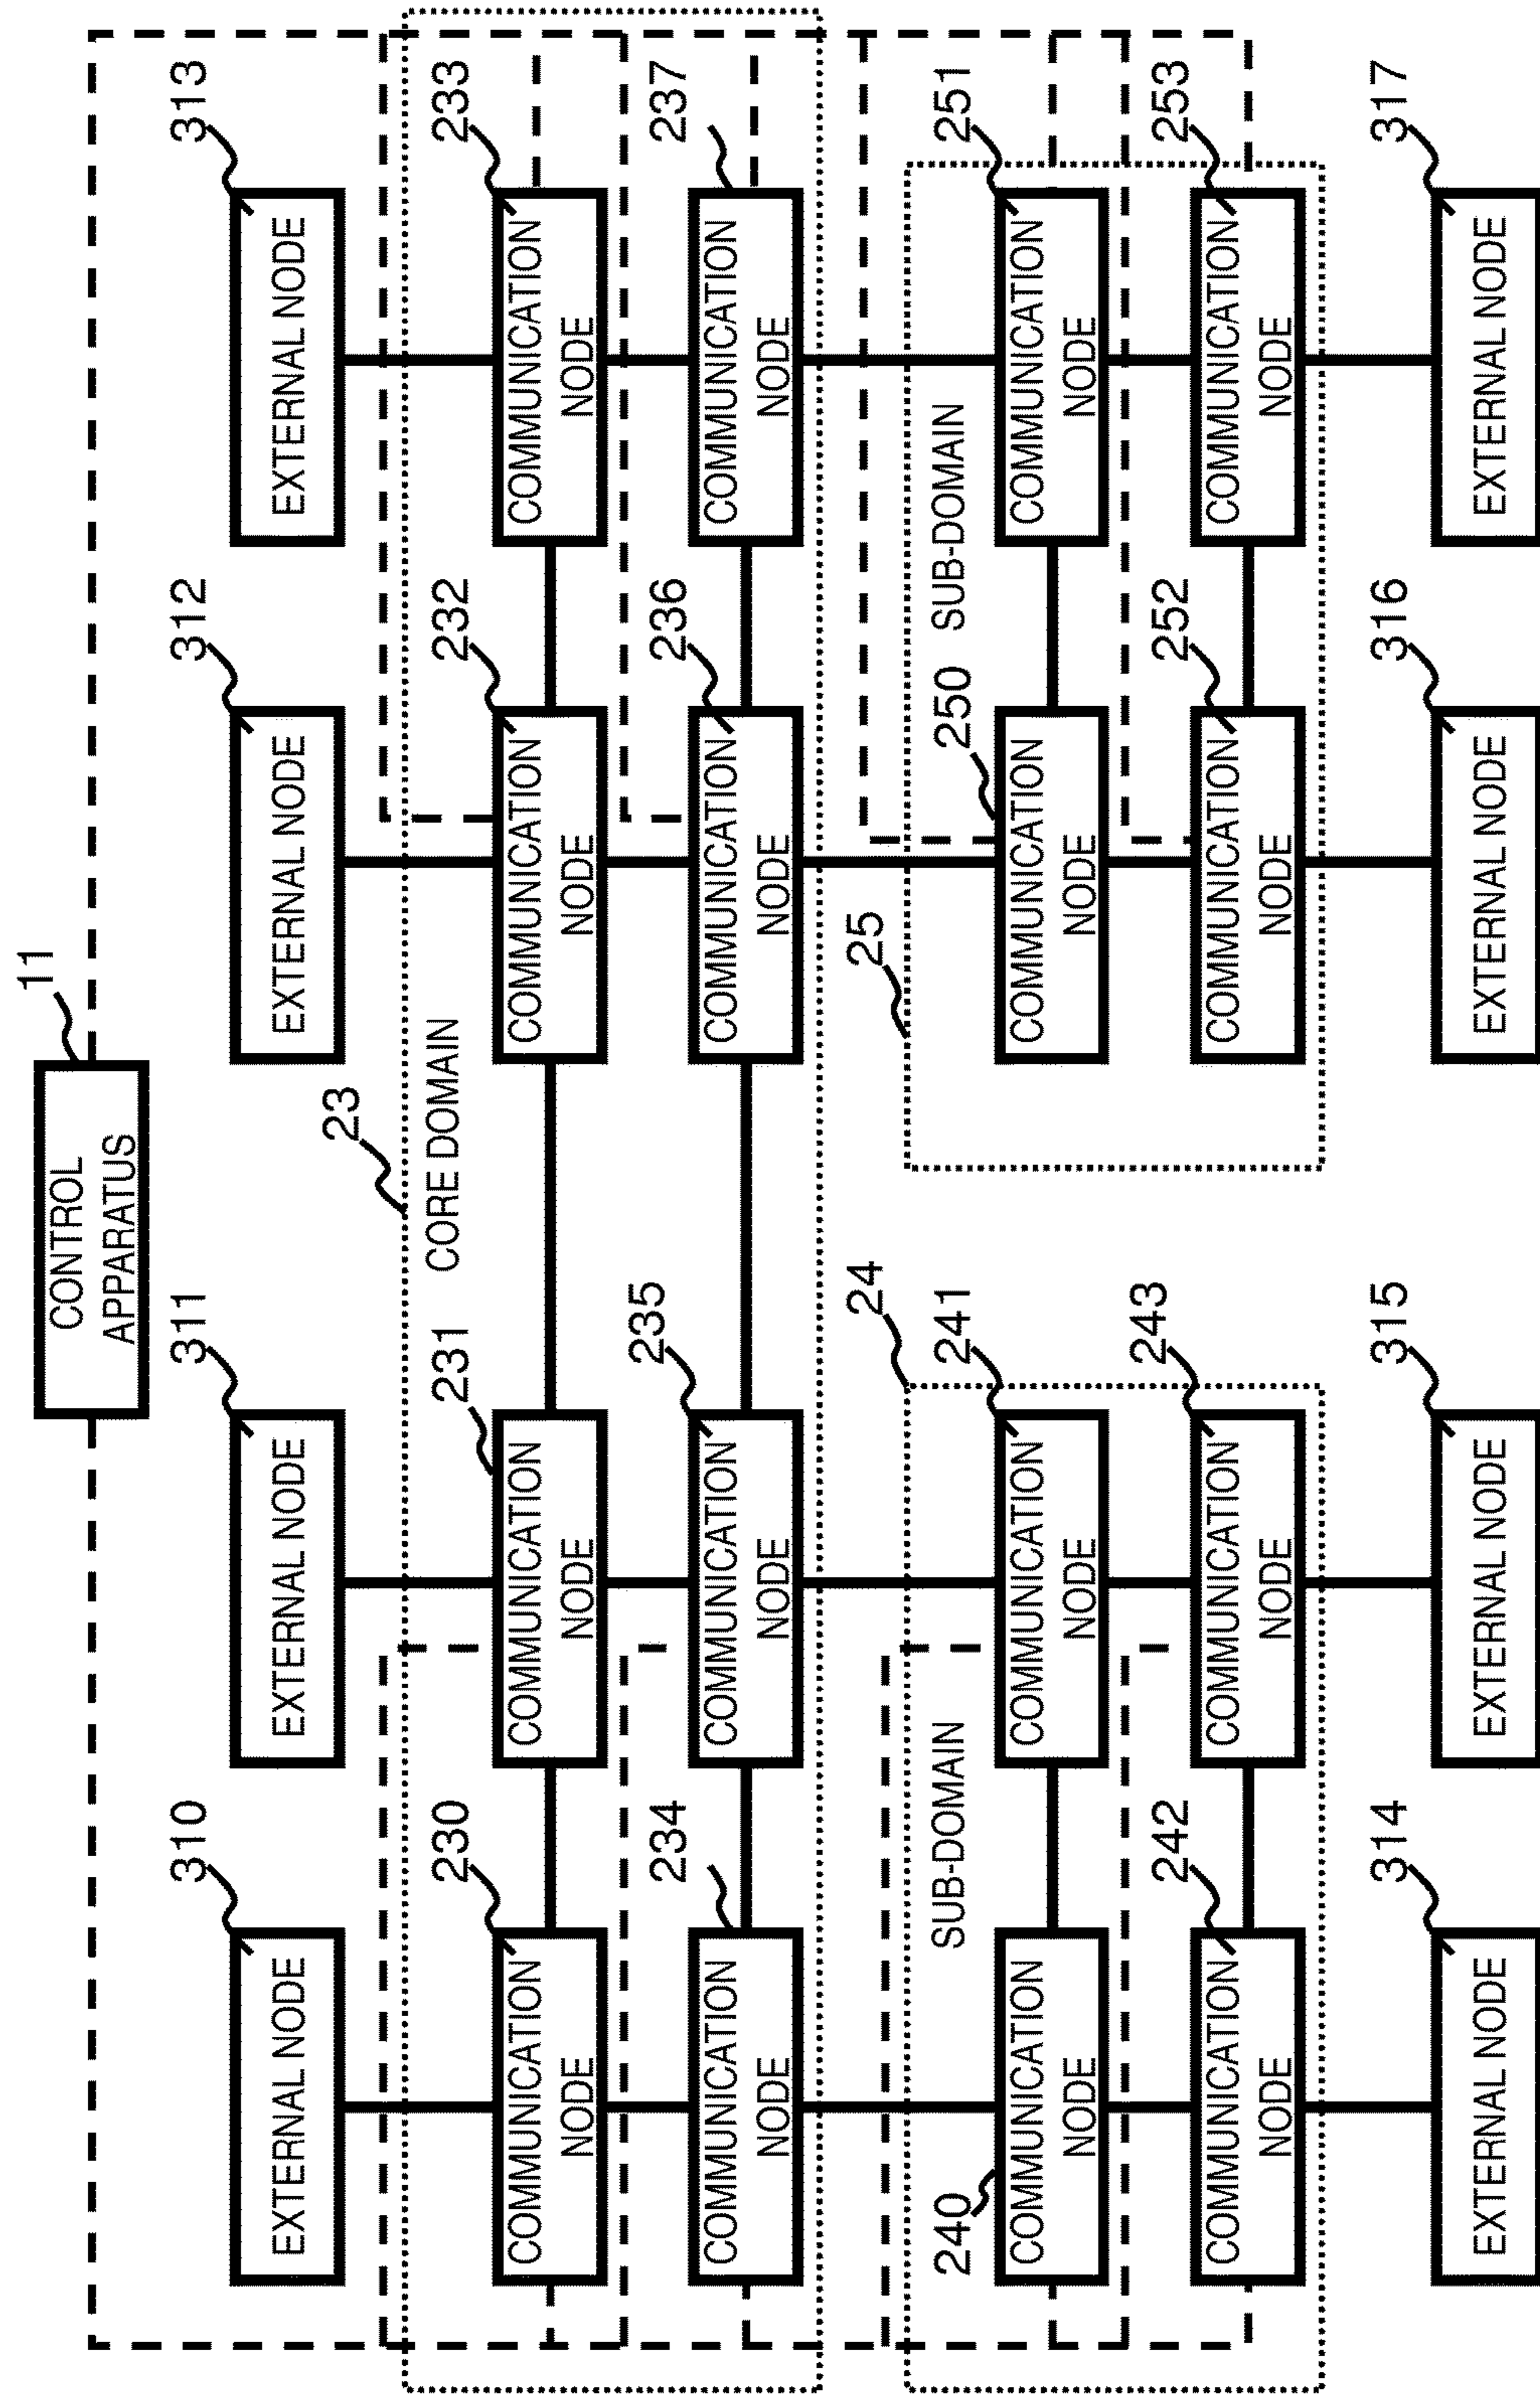 11
CONTROL
APPARATUS
310
311
312
313
EXTERNAL NODE
EXTERNAL NODE
EXTERNAL NODE
EXTERNAL NODE
23
CORE DOMAIN
230
231
232
233
COMMUNICATION
NODE
COMMUNICATION
NODE
COMMUNICATION
NODE
COMMUNICATION
NODE
234
235
236
237
COMMUNICATION
NODE
COMMUNICATION
NODE
COMMUNICATION
NODE
COMMUNICATION
NODE
24
25
SUB-DOMAIN
SUB-DOMAIN
240
241
250
251
COMMUNICATION
NODE
COMMUNICATION
NODE
COMMUNICATION
NODE
COMMUNICATION
NODE
242
243
252
253
COMMUNICATION
NODE
COMMUNICATION
NODE
COMMUNICATION
NODE
COMMUNICATION
NODE
314
315
316
317
EXTERNAL NODE
EXTERNAL NODE
EXTERNAL NODE
EXTERNAL NODE